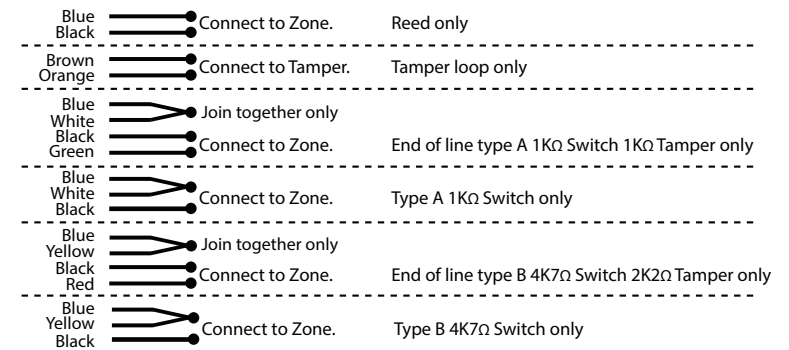 Blue
Black
Connect to Zone. Reed only
Brown
Orange
Connect to Tamper. Tamper loop only
Blue
White
Join together only
Black
Green
Connect to Zone. End of line type A 1KΩ Switch 1KΩ Tamper only
Blue
White
Black
Connect to Zone. Type A 1KΩ Switch only
Blue
Yellow
Join together only
Black
Red
Connect to Zone. End of line type B 4K7Ω Switch 2K2Ω Tamper only
Blue
Yellow
Black
Connect to Zone. Type B 4K7Ω Switch only